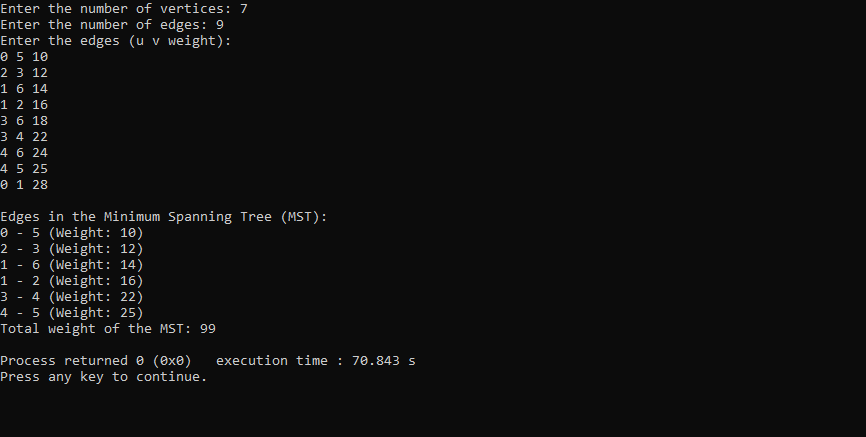 Enter the number of vertices: 7
Enter the number of edges: 9
Enter the edges (u v weight):
0 5 10
2 3 12
1 6 14
1 2 16
3 6 18
3 4 22
4 6 24
4 5 25
0 1 28
Edges in the Minimum Spanning Tree (MST):
0 - 5 (Weight: 10)
2 - 3 (Weight: 12)
1 - 6 (Weight: 14)
1 - 2 (Weight: 16)
3 - 4 (Weight: 22)
4 - 5 (Weight: 25)
Total weight of the MST: 99
Process returned 0 (0x0)   execution time : 70.843 s
Press any key to continue.